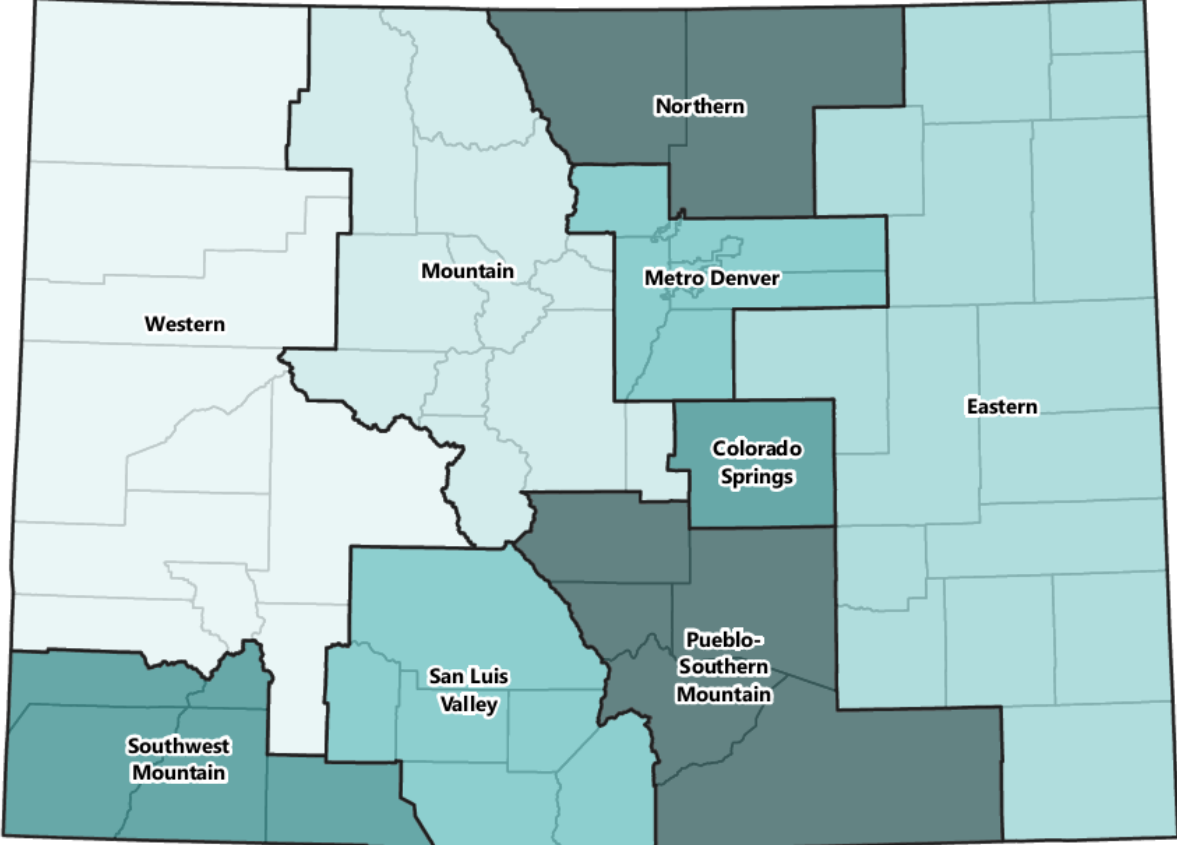 Northern
Mountain
Metro Denver
Western
Eastern
Colorado
Springs
Pueblo-
Southern
Mountain
San Luis
Valley
Southwest
Mountain